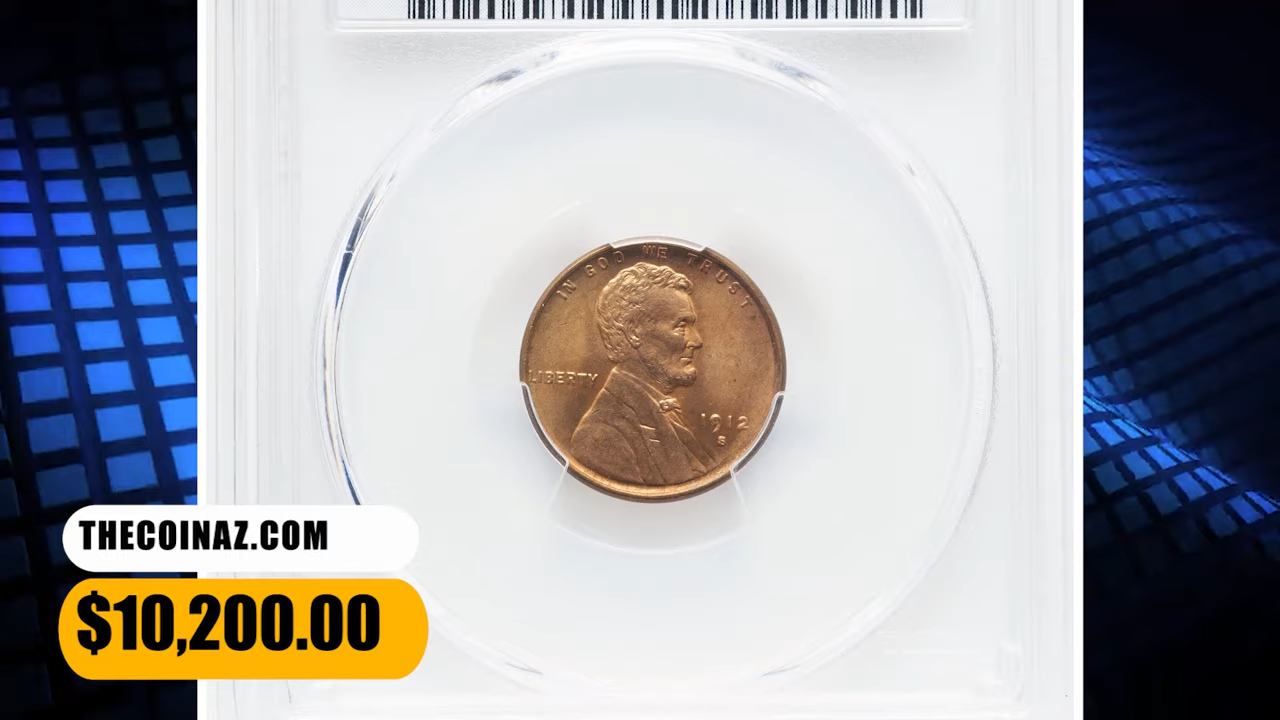 IN GOD WE TRUST
LIBERTY
1912
S
THECOINAZ.COM
$10,200.00